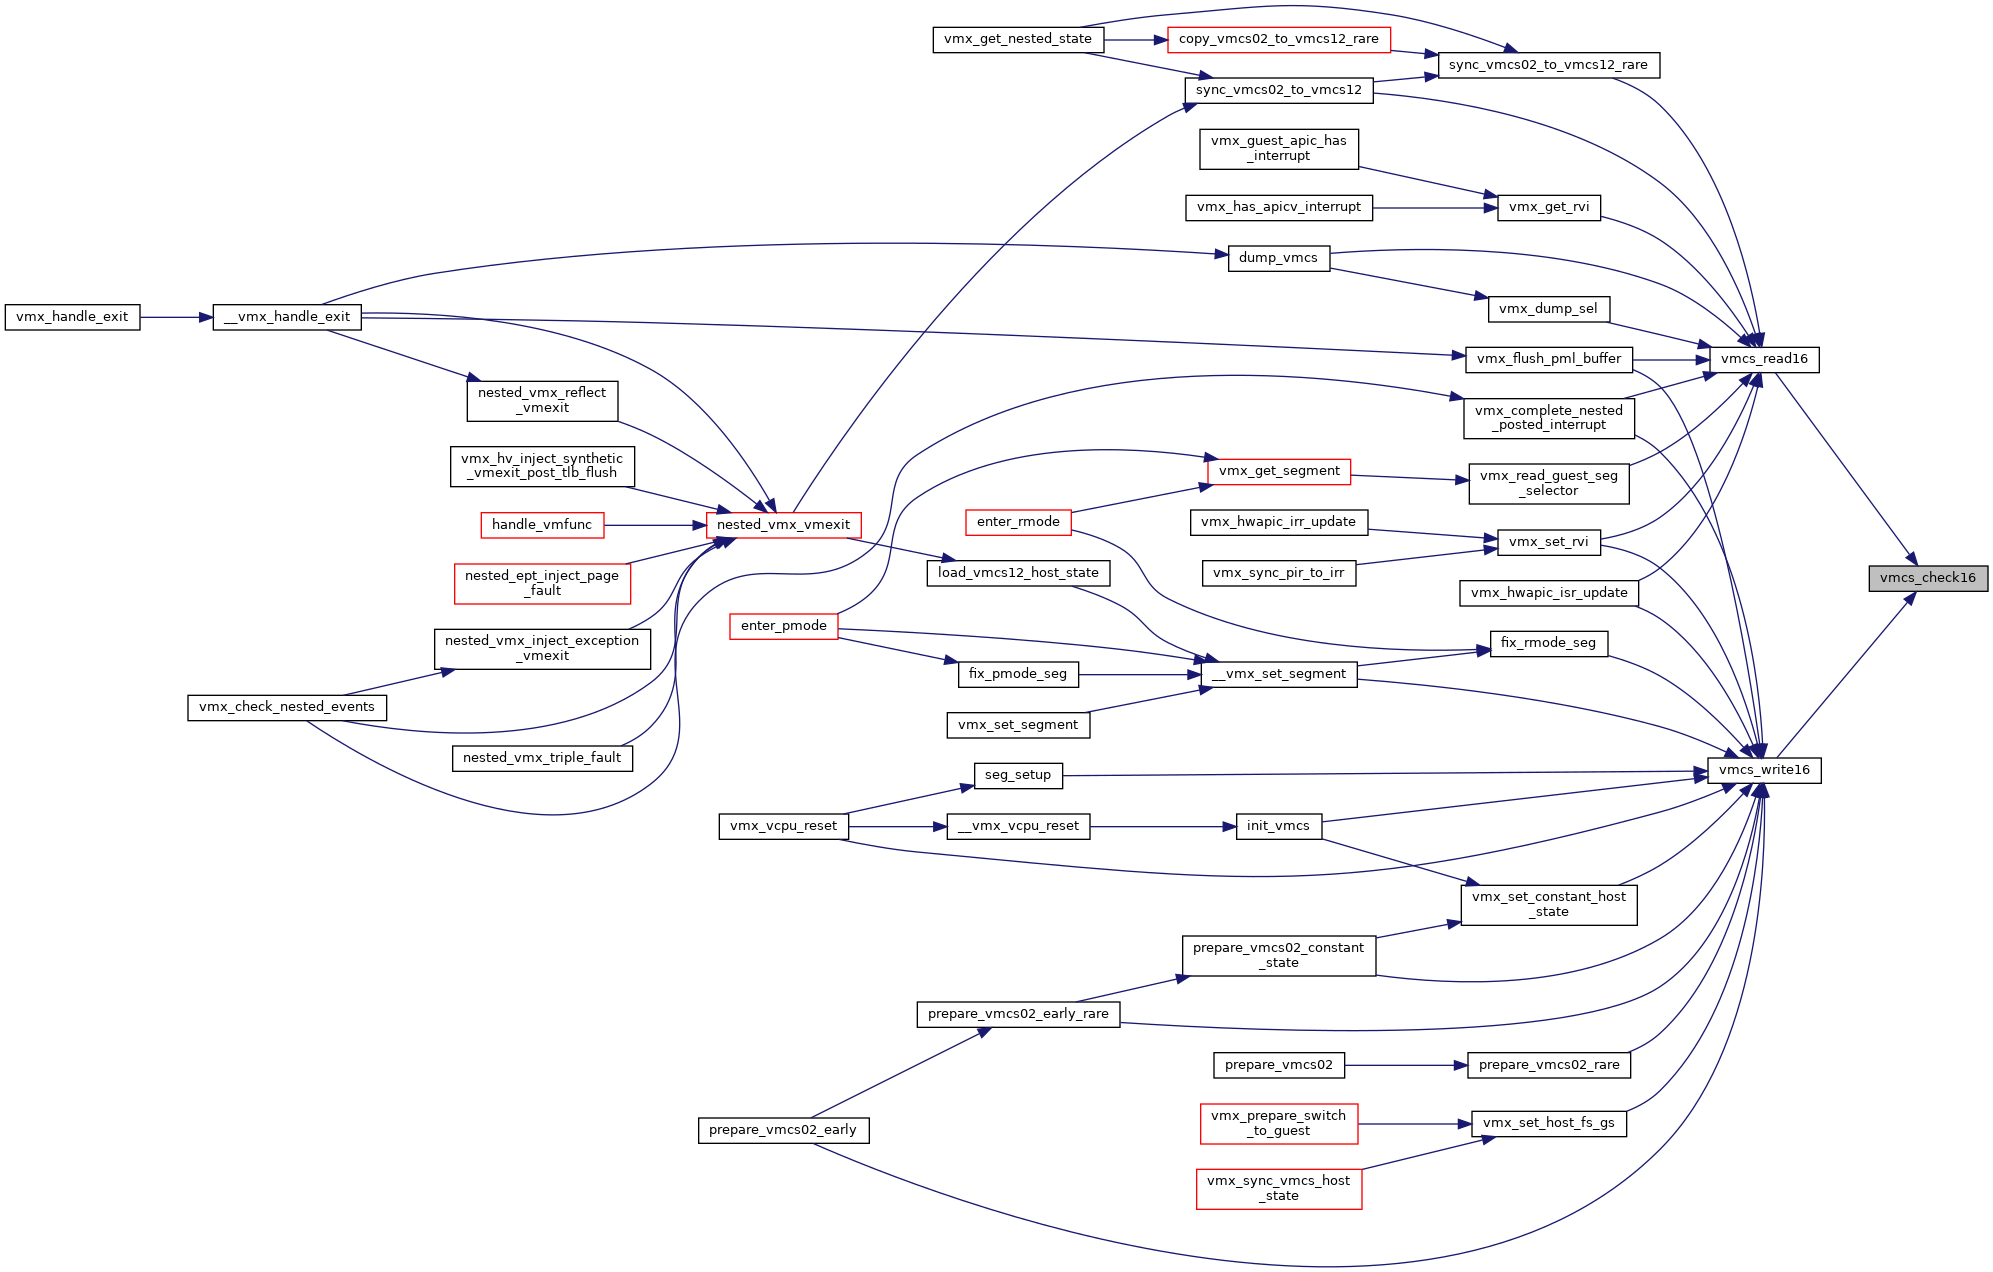 vmx_get_nested_state
copy_vmcs02_to_vmcs12_rare
sync_vmcs02_to_vmcs12_rare
sync_vmcs02_to_vmcs12
vmx_guest_apic_has
_interrupt
vmx_has_apicv_interrupt
vmx_get_rvi
dump_vmcs
vmx_dump_sel
vmx_handle_exit
__vmx_handle_exit
vmx_flush_pml_buffer
vmcs_read16
nested_vmx_reflect
_vmexit
vmx_complete_nested
_posted_interrupt
vmx_hv_inject_synthetic
_vmexit_post_tlb_flush
vmx_get_segment
vmx_read_guest_seg
_selector
handle_vmfunc
nested_vmx_vmexit
enter_rmode
vmx_hwapic_irr_update
vmx_set_rvi
nested_ept_inject_page
_fault
load_vmcs12_host_state
vmx_sync_pir_to_irr
vmx_hwapic_isr_update
vmcs_check16
enter_pmode
nested_vmx_inject_exception
_vmexit
fix_rmode_seg
fix_pmode_seg
__vmx_set_segment
vmx_check_nested_events
vmx_set_segment
nested_vmx_triple_fault
seg_setup
vmcs_write16
vmx_vcpu_reset
__vmx_vcpu_reset
init_vmcs
vmx_set_constant_host
_state
prepare_vmcs02_constant
_state
prepare_vmcs02_early_rare
prepare_vmcs02
prepare_vmcs02_rare
prepare_vmcs02_early
vmx_prepare_switch
_to_guest
vmx_set_host_fs_gs
vmx_sync_vmcs_host
_state